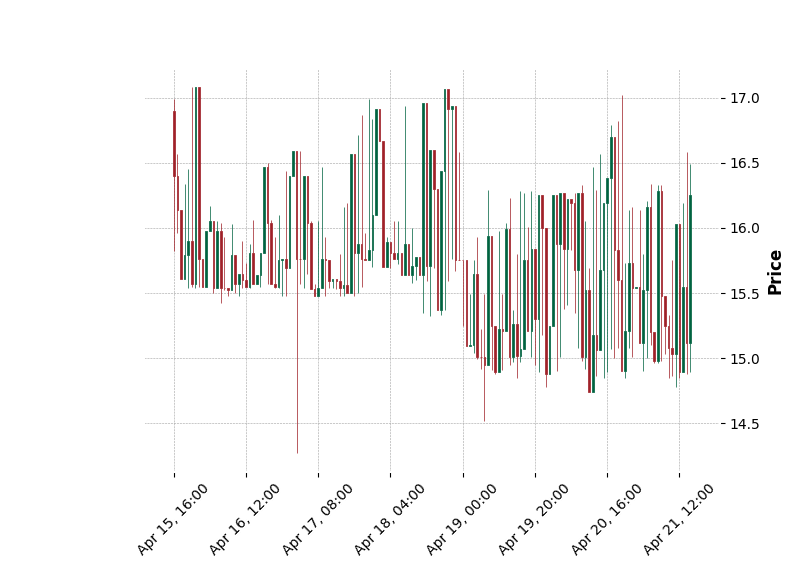 17.0
16.5
16.0
15.5
15.0
14.5
Price
Apr 15, 16:00
Apr 16, 12:00
Apr 17, 08:00
Apr 18, 04:00
Apr 19, 00:00
Apr 19, 20:00
Apr 20, 16:00
Apr 21, 12:00